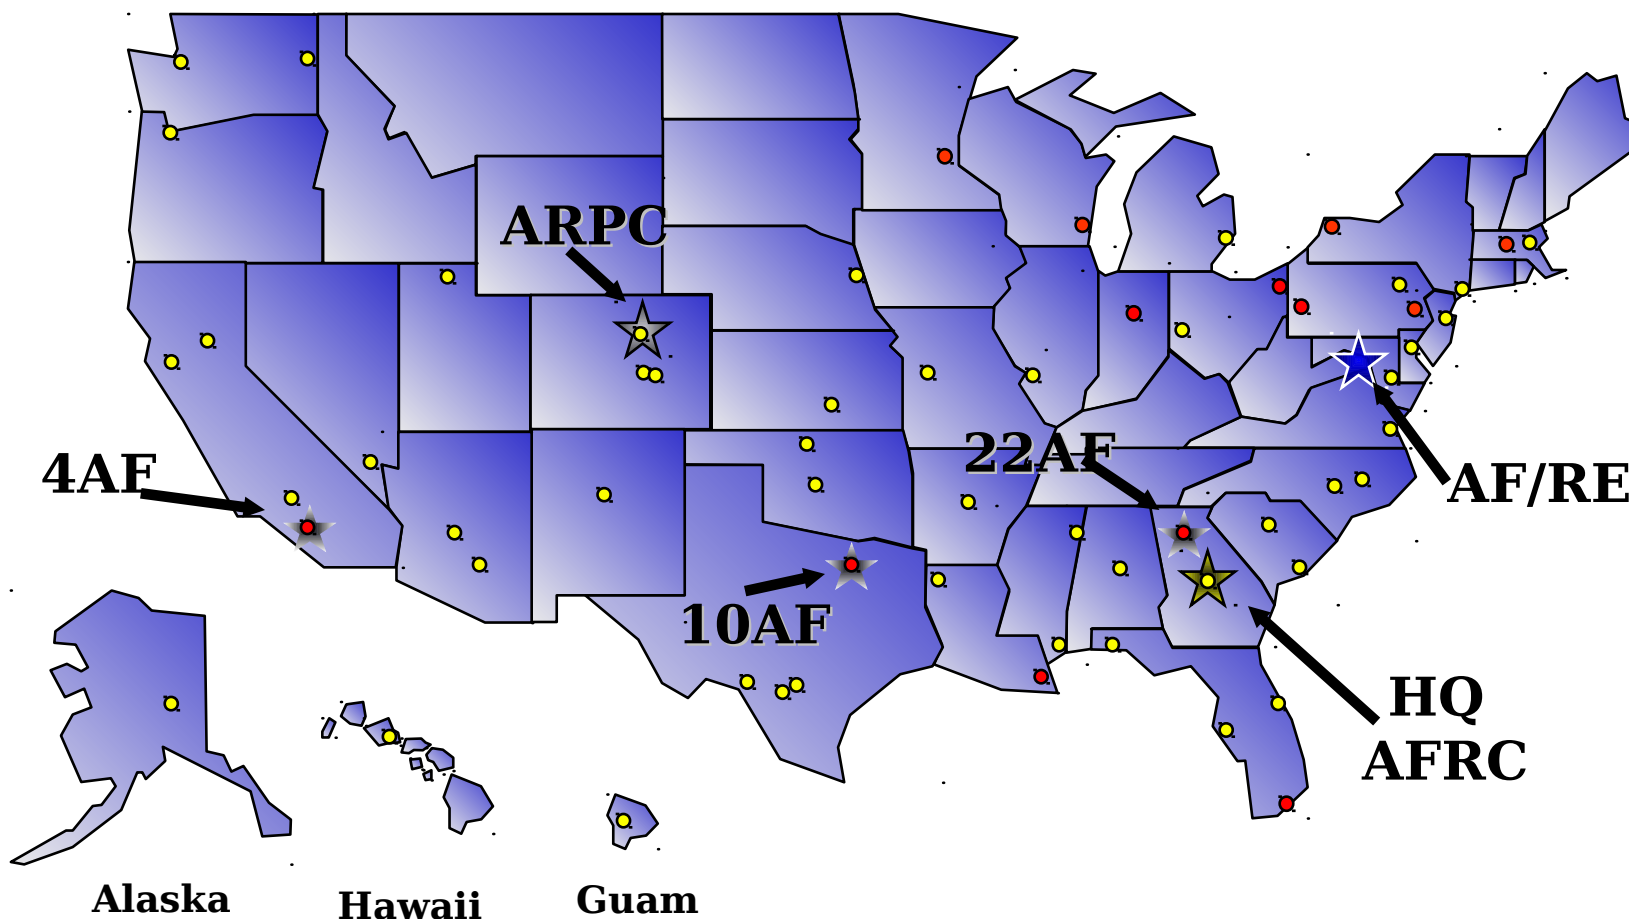 ARPC
22AF
4AF
AF/RE
10AF
HQ
AFRC
Alaska
Hawaii
Guam